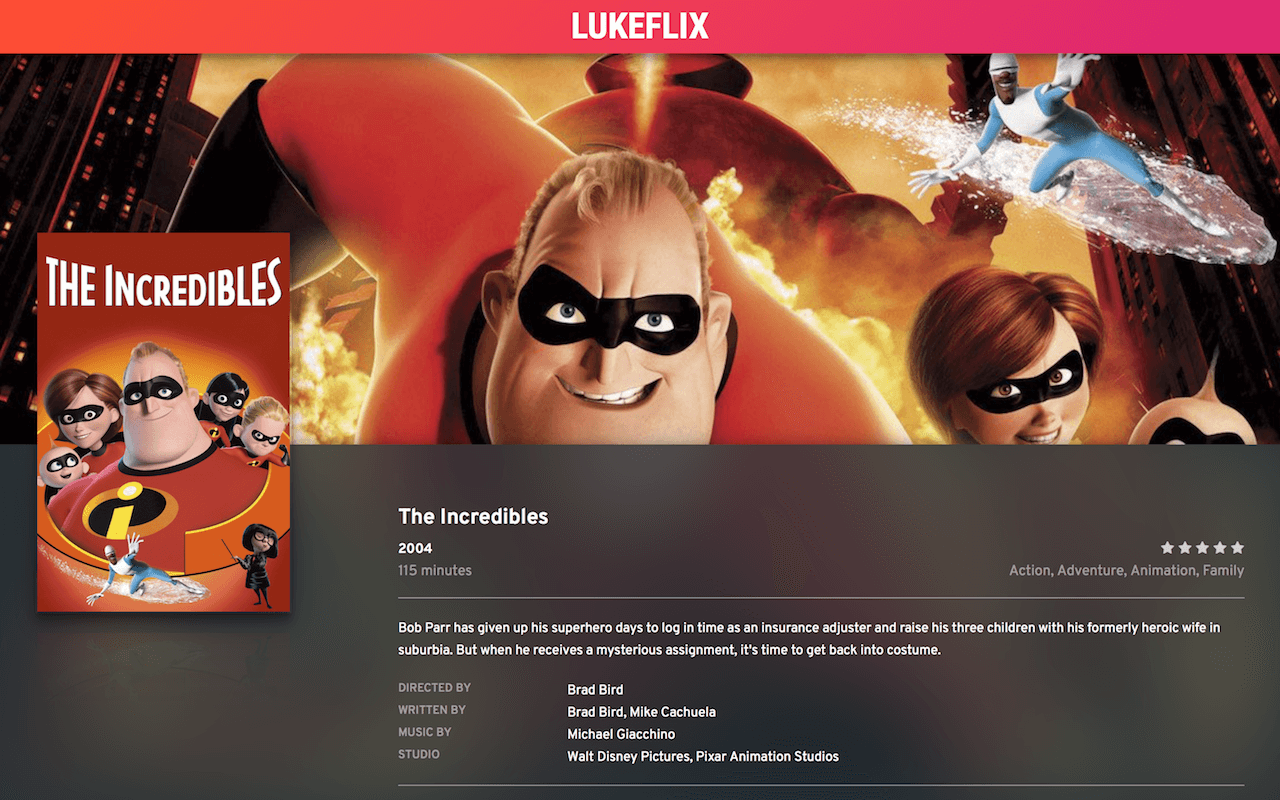 LUKEFLIX
THE INCREDIBLES
The Incredibles
2004
115 minutes
Action, Adventure, Animation, Family
Bob Parr has given up his superhero days to log in time as an insurance adjuster and raise his three children with his formerly heroic wife in
suburbia. But when he receives a mysterious assignment, it's time to get back into costume.
DIRECTED BY Brad Bird
WRITTEN BY Brad Bird, Mike Cachuela
MUSIC BY Michael Giacchino
STUDIO Walt Disney Pictures, Pixar Animation Studios